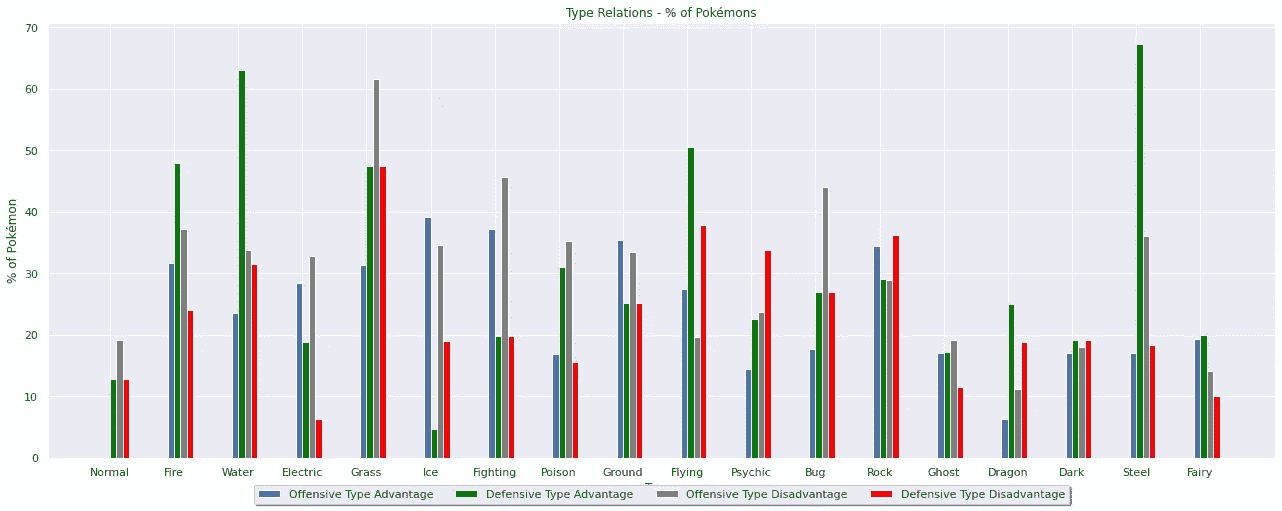 Type Relations - % of Pokémons
% of Pokémon
70
60
50
40
30
20
10
0
Normal Fire Water Electric Grass Ice Fighting Poison Ground Flying Psychic Bug Rock Ghost Dragon Dark Steel Fairy
Offensive Type Advantage Defensive Type Advantage Offensive Type Disadvantage Defensive Type Disadvantage